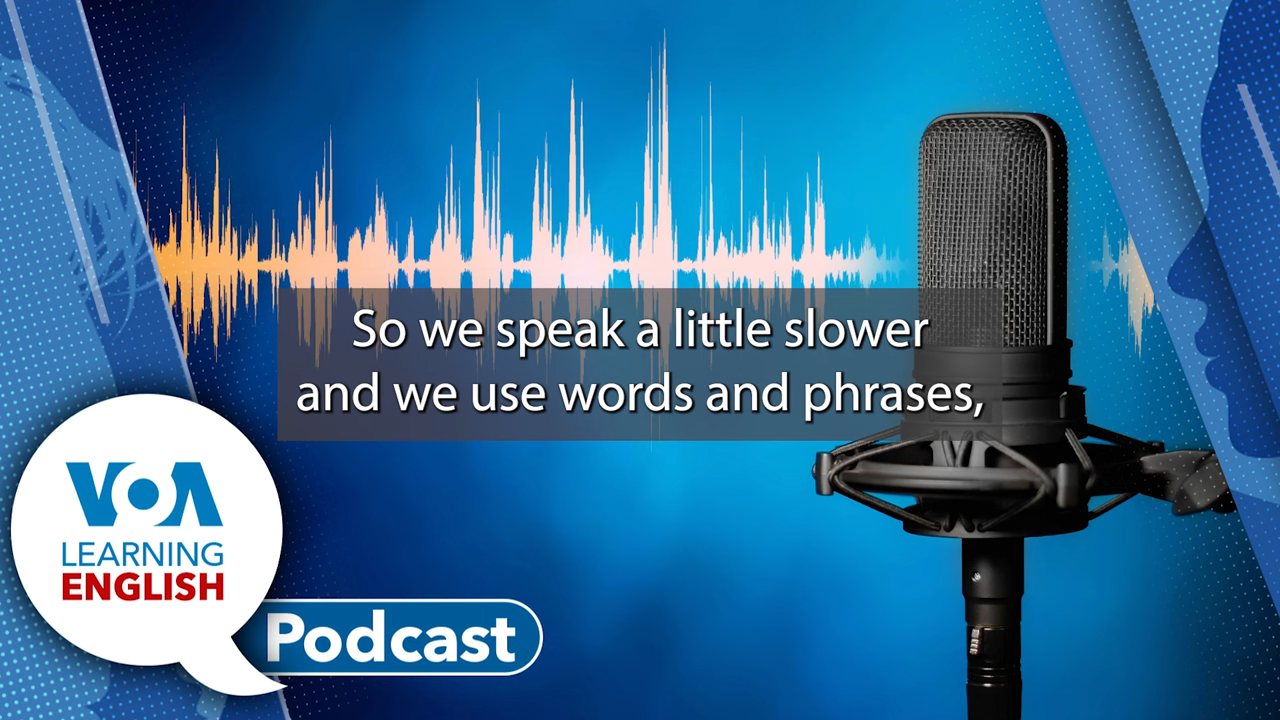 So we speak a little slower
and we use words and phrases,
VOA
LEARNING
ENGLISH
Podcast